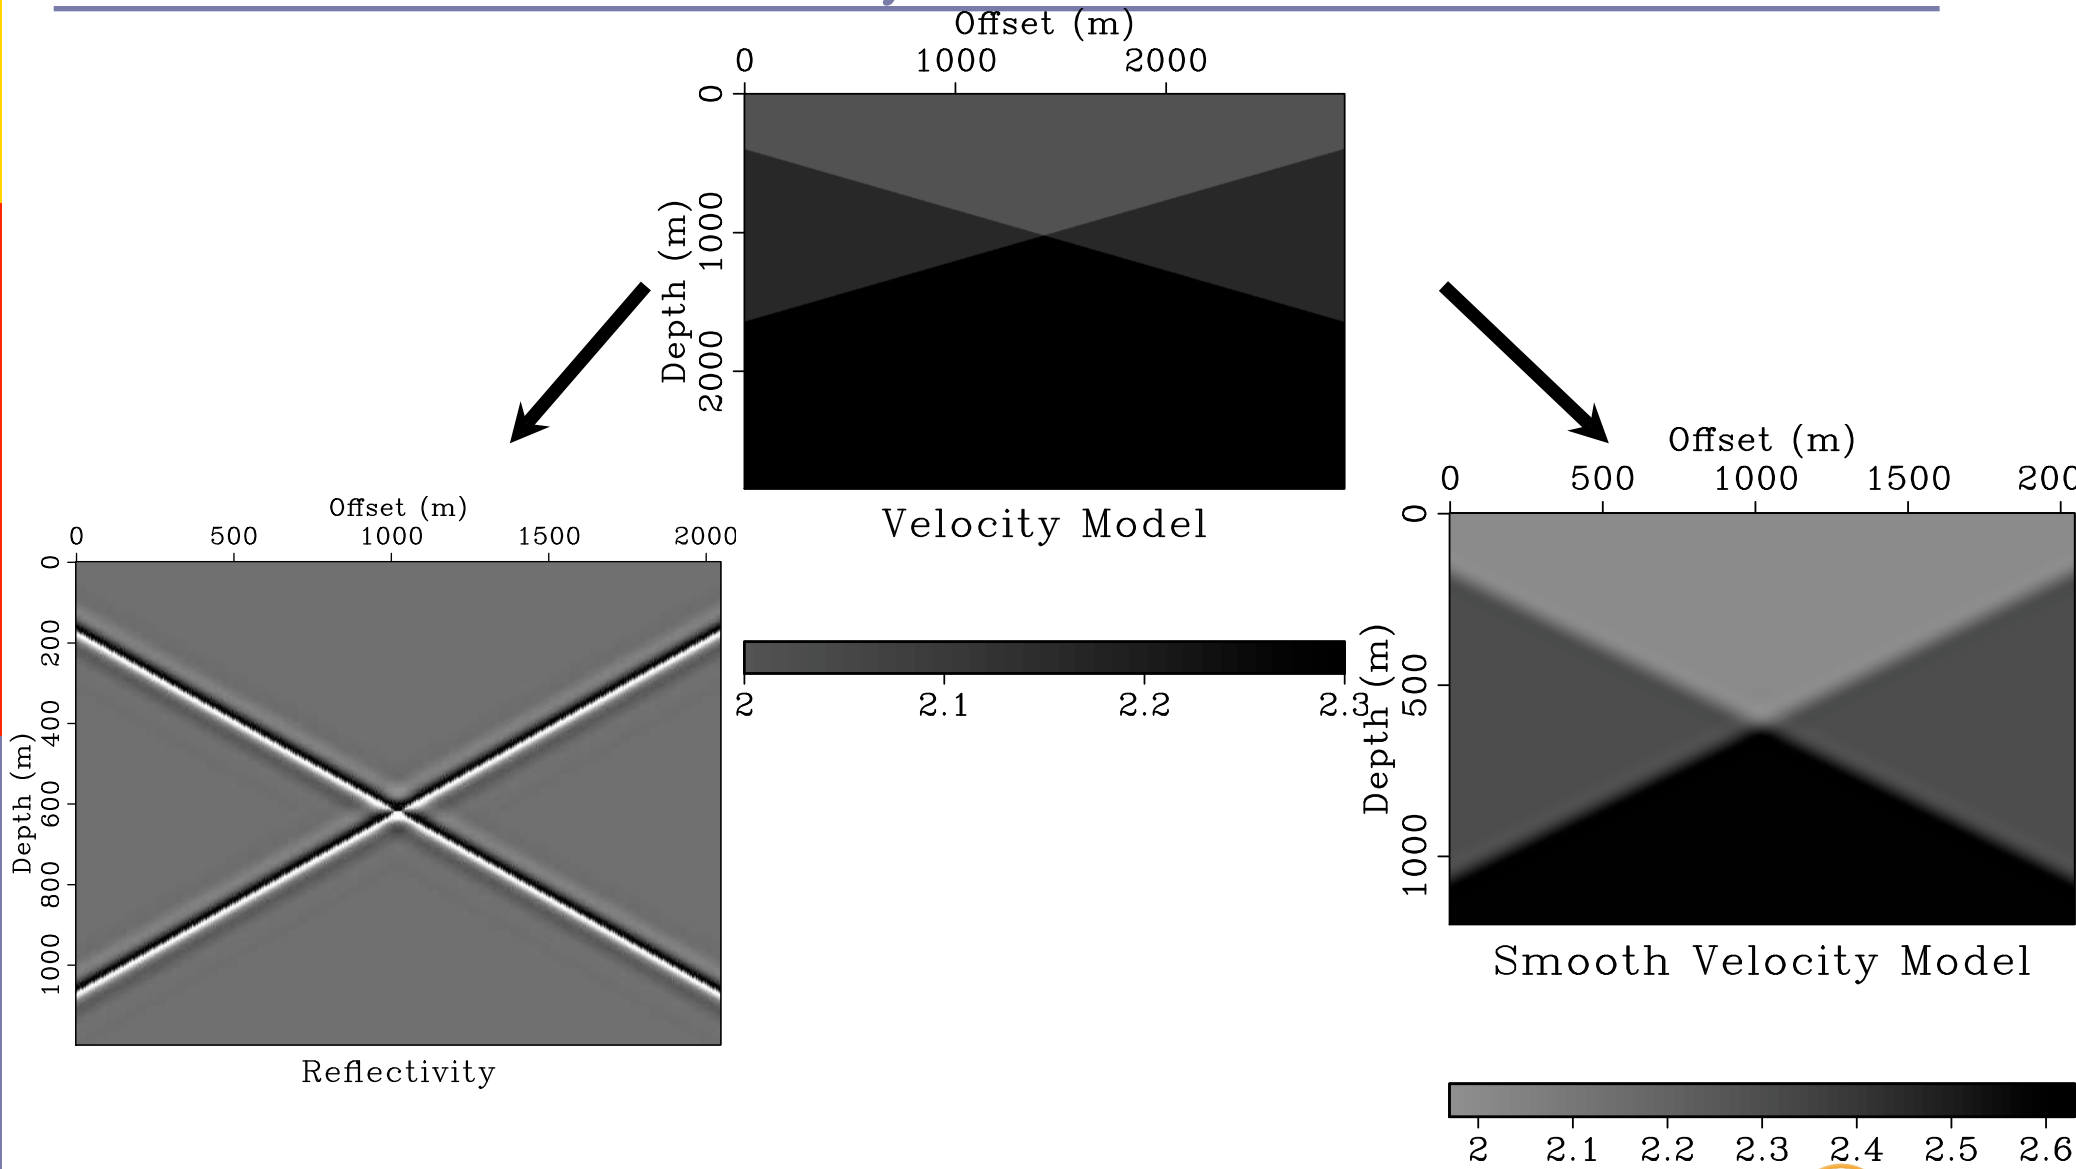 Offset (m)
0 1000 2000
Depth (m)
0 1000 2000
Velocity Model
2 2.1 2.2 2.3
Offset (m)
0 500 1000 1500 2000
Depth (m)
0 200 400 600 800 1000
Reflectivity
Offset (m)
0 500 1000 1500 200
Depth (m)
0 500 1000
Smooth Velocity Model
2 2.1 2.2 2.3 2.4 2.5 2.6